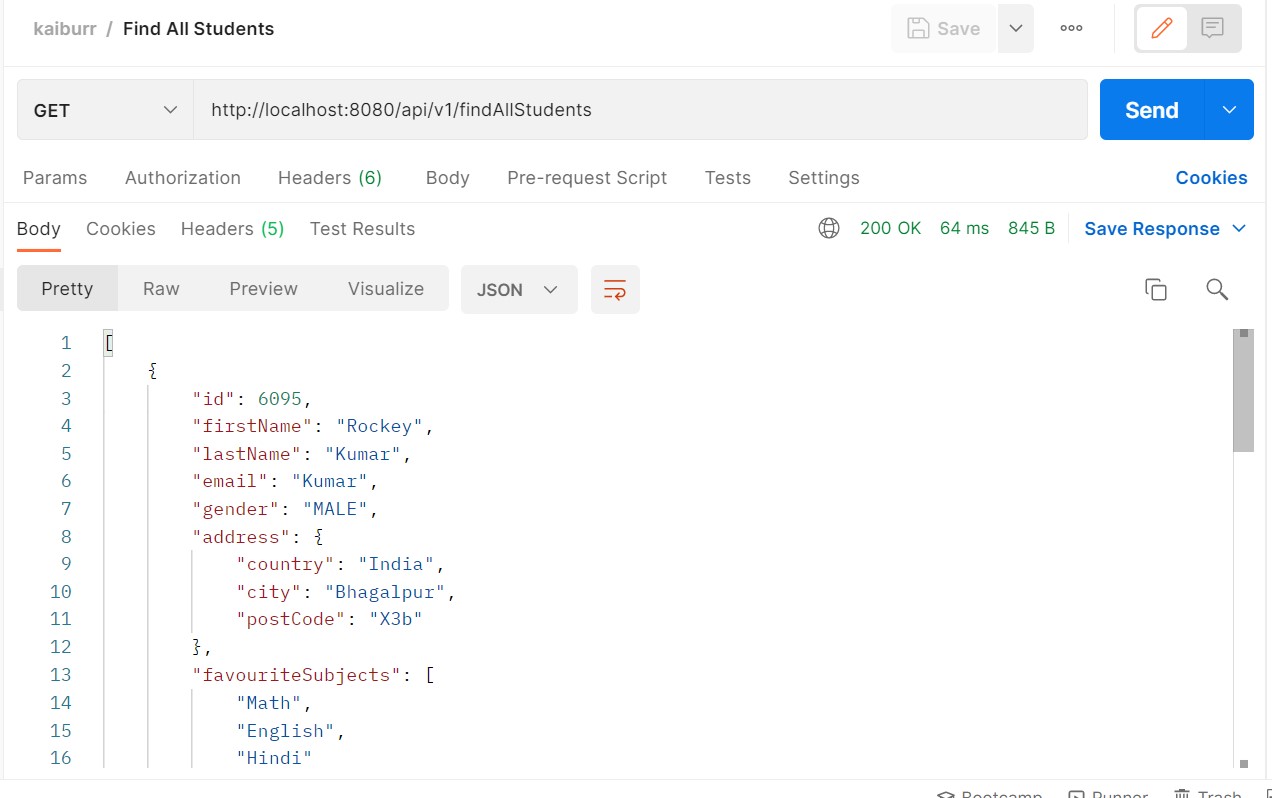 kaiburr / Find All Students
Save
GET
http://localhost:8080/api/v1/findAllStudents
Send
Params Authorization Headers (6) Body Pre-request Script Tests Settings Cookies
Body Cookies Headers (5) Test Results 200 OK 64 ms 845 B Save Response
Pretty Raw Preview Visualize JSON
1 [
2 {
3 "id": 6095,
4 "firstName": "Rockey",
5 "lastName": "Kumar",
6 "email": "Kumar",
7 "gender": "MALE",
8 "address": {
9 "country": "India",
10 "city": "Bhagalpur",
11 "postCode": "X3b"
12 },
13 "favouriteSubjects": [
14 "Math",
15 "English",
16 "Hindi"
Bootcamp Runner Trash